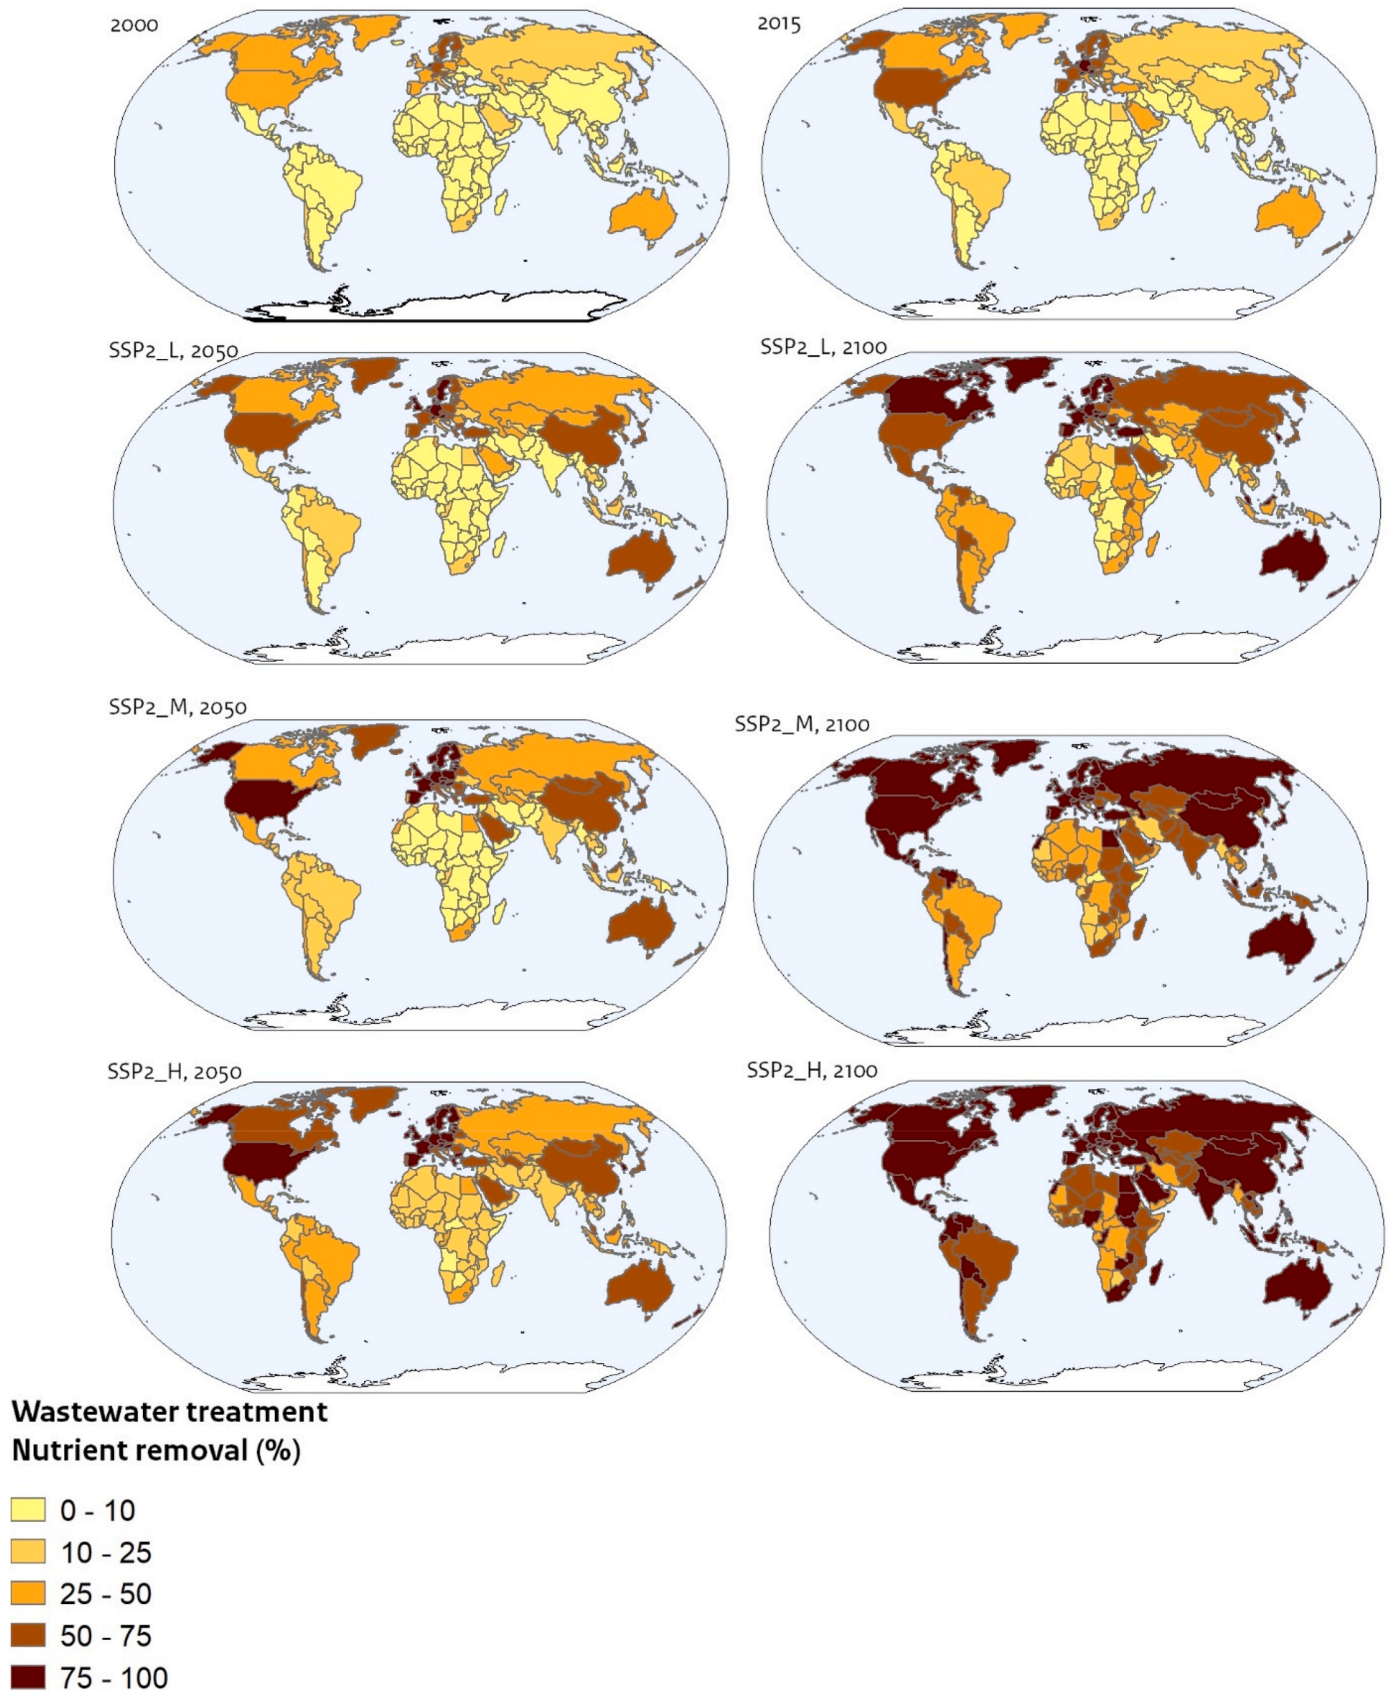 2000
2015
SSP2_L, 2050
SSP2_L, 2100
SSP2_M, 2050
SSP2_M, 2100
SSP2_H, 2050
SSP2_H, 2100
Wastewater treatment
Nutrient removal (%)
0 - 10
10 - 25
25 - 50
50 - 75
75 - 100